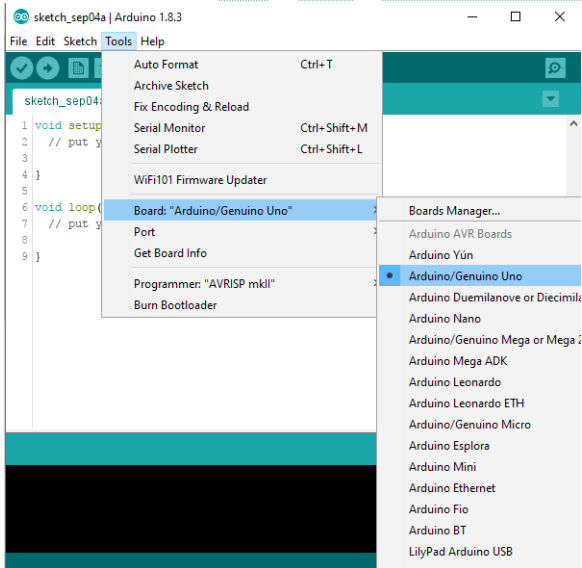 sketch_sep04a | Arduino 1.8.3
File Edit Sketch Tools Help
Auto Format Ctrl+T
Archive Sketch
Fix Encoding & Reload
Serial Monitor Ctrl+Shift+M
Serial Plotter Ctrl+Shift+L
WiFi101 Firmware Updater
Board: "Arduino/Genuino Uno"
Port
Get Board Info
Programmer: "AVRISP mkII"
Burn Bootloader
sketch_sep04a
1 void setup
2 // put y
3
4 }
5
6 void loop(
7 // put y
8
9 }
Boards Manager...
Arduino AVR Boards
Arduino Yún
Arduino/Genuino Uno
Arduino Duemilanove or Diecimila
Arduino Nano
Arduino/Genuino Mega or Mega 2
Arduino Mega ADK
Arduino Leonardo
Arduino Leonardo ETH
Arduino/Genuino Micro
Arduino Esplora
Arduino Mini
Arduino Ethernet
Arduino Fio
Arduino BT
LilyPad Arduino USB